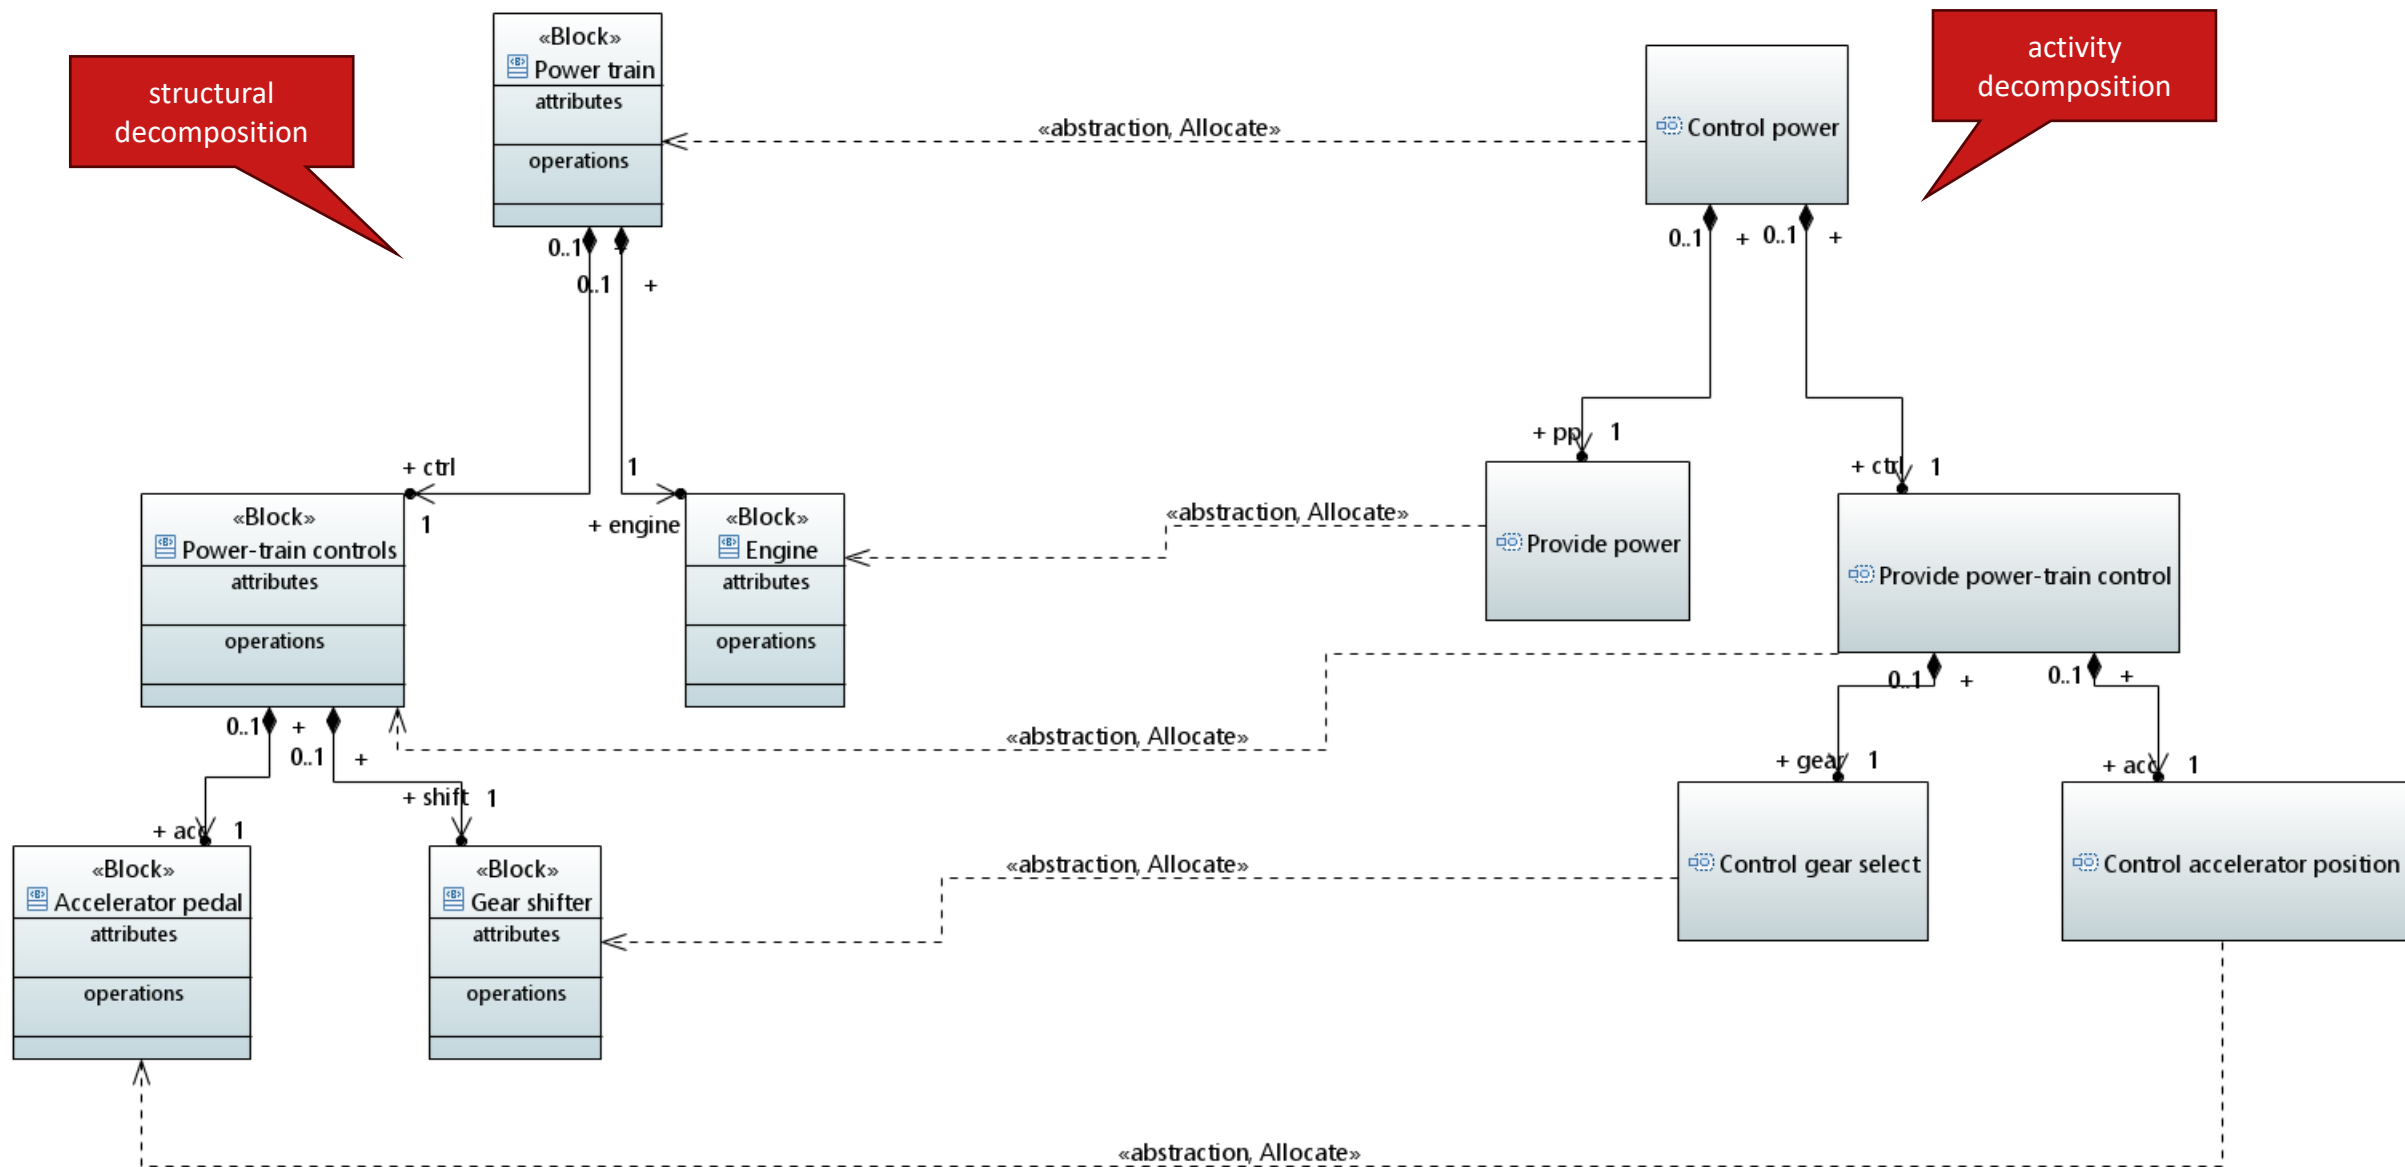 structural
decomposition
«Block»
Power train
attributes
operations
activity
decomposition
Control power
«abstraction, Allocate»
0..1
+
0..1
+
0..1
+
0..1
+
+ ctrl
1
1
+ engine
+ pp
1
+ ctrl
1
«Block»
Power-train controls
attributes
operations
«Block»
Engine
attributes
operations
«abstraction, Allocate»
Provide power
Provide power-train control
«abstraction, Allocate»
0..1
+
0..1
+
0..1
+
0..1
+
+ acc
1
+ shift
1
+ gear
1
+ acc
1
«Block»
Accelerator pedal
attributes
operations
«Block»
Gear shifter
attributes
operations
«abstraction, Allocate»
Control gear select
Control accelerator position
«abstraction, Allocate»